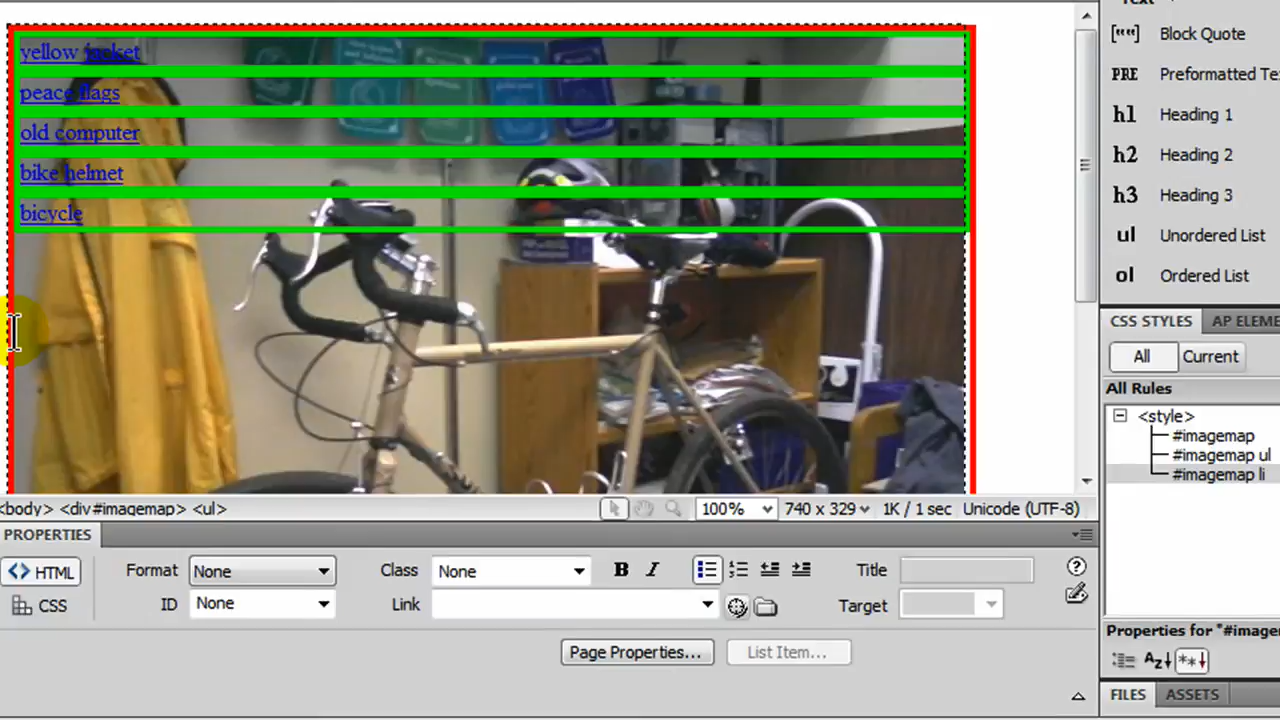 yellow jacket
peace flags
old computer
bike helmet
bicycle
Block Quote
PRE Preformatted Te
h1 Heading 1
h2 Heading 2
h3 Heading 3
ul Unordered List
ol Ordered List
CSS STYLES AP ELEME
All Current
All Rules
<style>
#imagemap
#imagemap ul
#imagemap li
<body> <div#imagemap> <ul> 100% 740 x 329 1K / 1 sec Unicode (UTF-8)
PROPERTIES
<> HTML Format None Class None B I Title
CSS ID None Link Target
Page Properties... List Item...
Properties for "#image
AZ **
FILES ASSETS